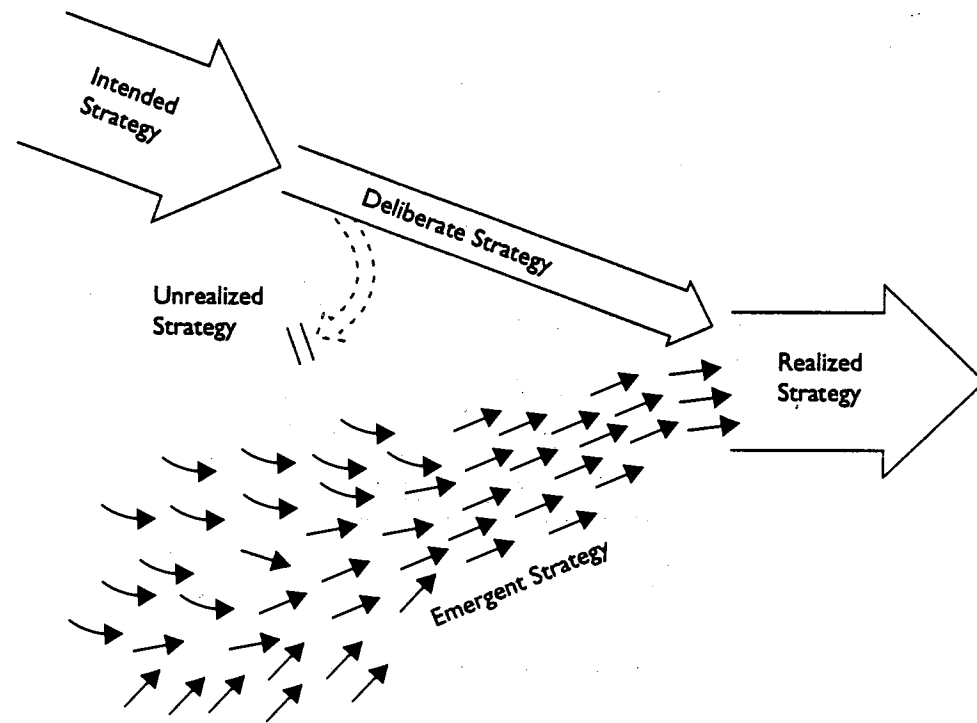 Intended
Strategy
Deliberate Strategy
Unrealized
Strategy
Realized
Strategy
Emergent Strategy